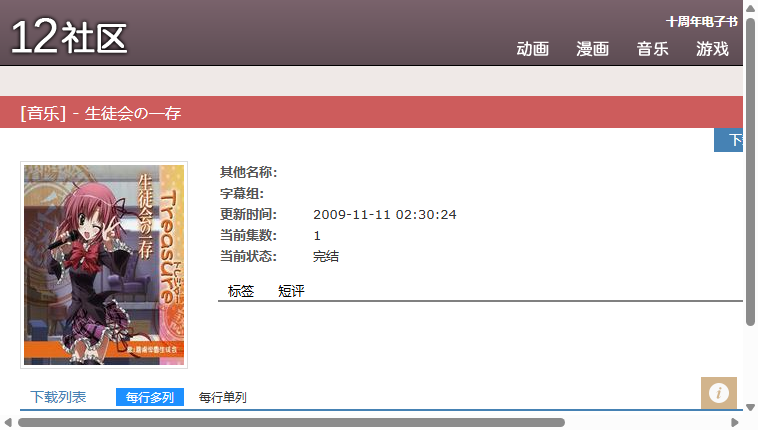 12社区
十周年电子书
动画 漫画 音乐 游戏
[音乐] - 生徒会の一存
生徒会の一存
Treasure
其他名称:
字幕组:
更新时间: 2009-11-11 02:30:24
当前集数: 1
当前状态: 完结
标签 短评
下载列表 每行多列 每行单列